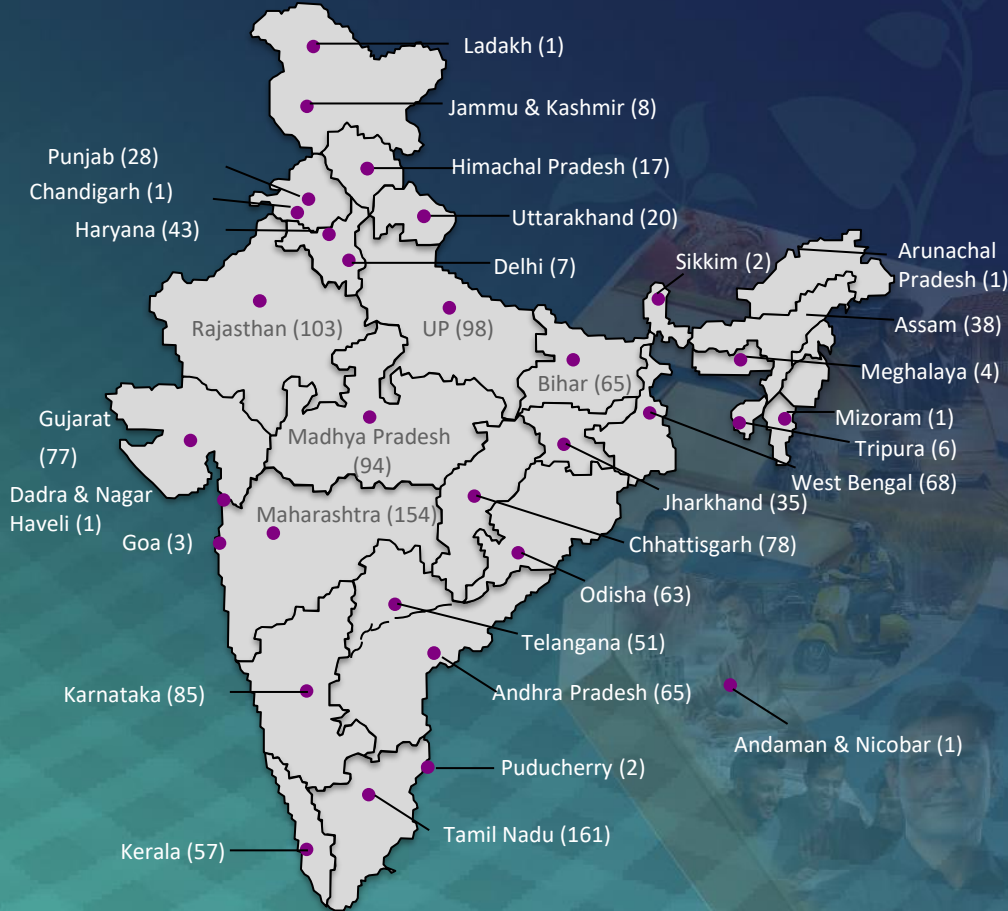 Ladakh (1)
Jammu & Kashmir (8)
Punjab (28)
Himachal Pradesh (17)
Chandigarh (1)
Uttarakhand (20)
Haryana (43)
Delhi (7)
Sikkim (2)
Arunachal
Pradesh (1)
Rajasthan (103)
UP (98)
Assam (38)
Meghalaya (4)
Bihar (65)
Gujarat
(77)
Mizoram (1)
Madhya Pradesh
(94)
Tripura (6)
West Bengal (68)
Dadra & Nagar
Haveli (1)
Jharkhand (35)
Maharashtra (154)
Goa (3)
Chhattisgarh (78)
Odisha (63)
Telangana (51)
Karnataka (85)
Andhra Pradesh (65)
Andaman & Nicobar (1)
Puducherry (2)
Tamil Nadu (161)
Kerala (57)